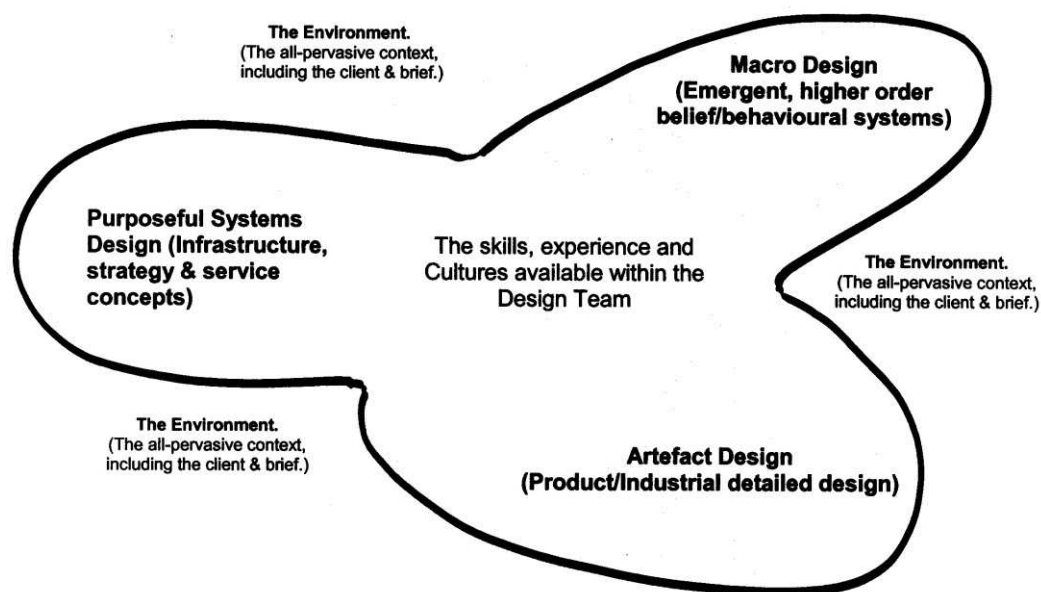 The Environment.
(The all-pervasive context,
including the client & brief.)
Macro Design
(Emergent, higher order
belief/behavioural systems)
Purposeful Systems
Design (Infrastructure,
strategy & service
concepts)
The skills, experience and
Cultures available within the
Design Team
The Environment.
(The all-pervasive context,
including the client & brief.)
The Environment.
(The all-pervasive context,
including the client & brief.)
Artefact Design
(Product/Industrial detailed design)